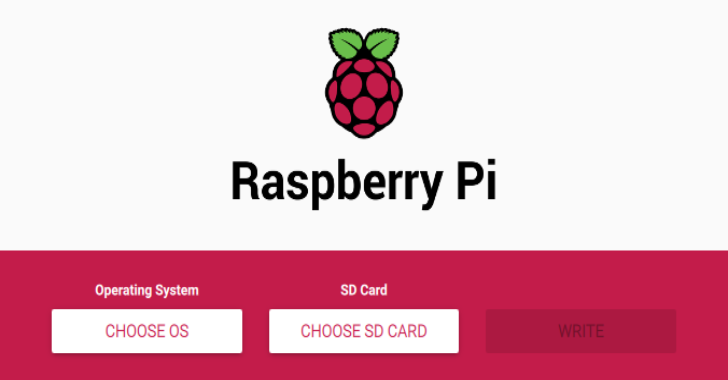 Raspberry Pi
Operating System
SD Card
CHOOSE OS
CHOOSE SD CARD
WRITE